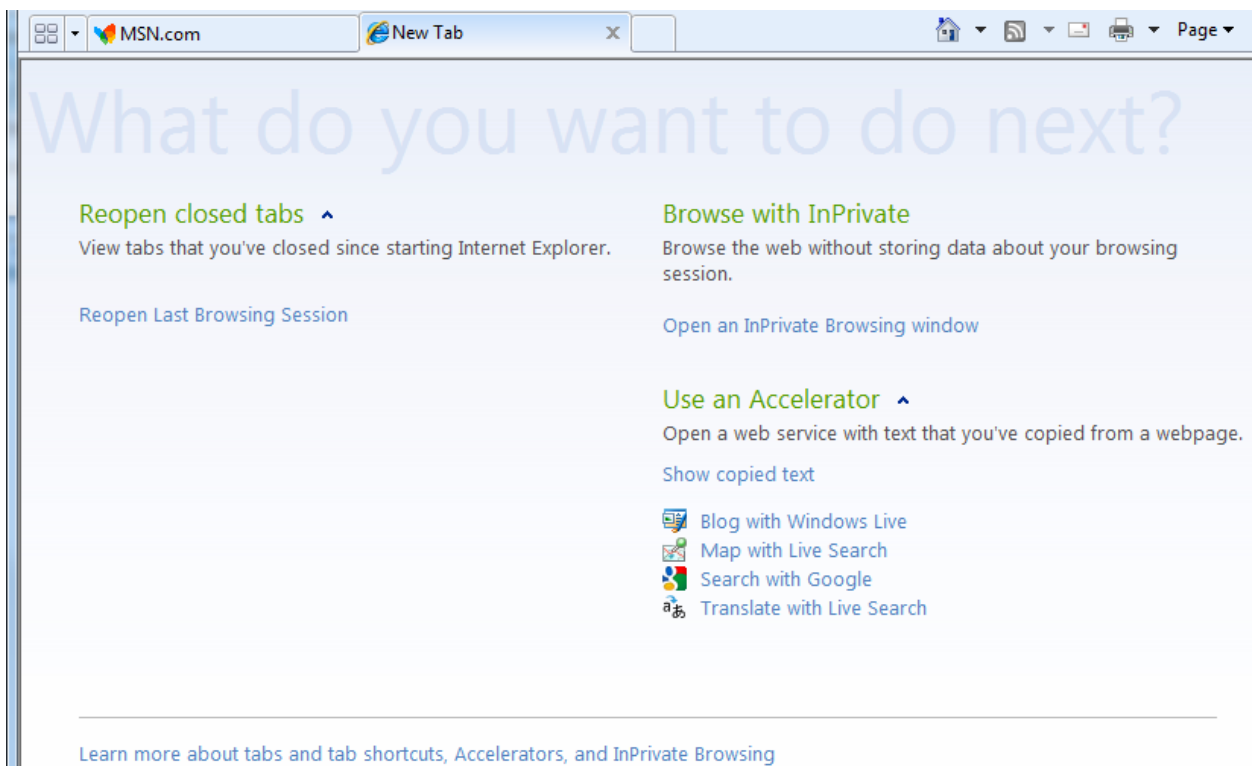 MSN.com
New Tab
Page
What do you want to do next?
Reopen closed tabs
View tabs that you've closed since starting Internet Explorer.
Reopen Last Browsing Session
Browse with InPrivate
Browse the web without storing data about your browsing
session.
Open an InPrivate Browsing window
Use an Accelerator
Open a web service with text that you've copied from a webpage.
Show copied text
Blog with Windows Live
Map with Live Search
Search with Google
Translate with Live Search
Learn more about tabs and tab shortcuts, Accelerators, and InPrivate Browsing